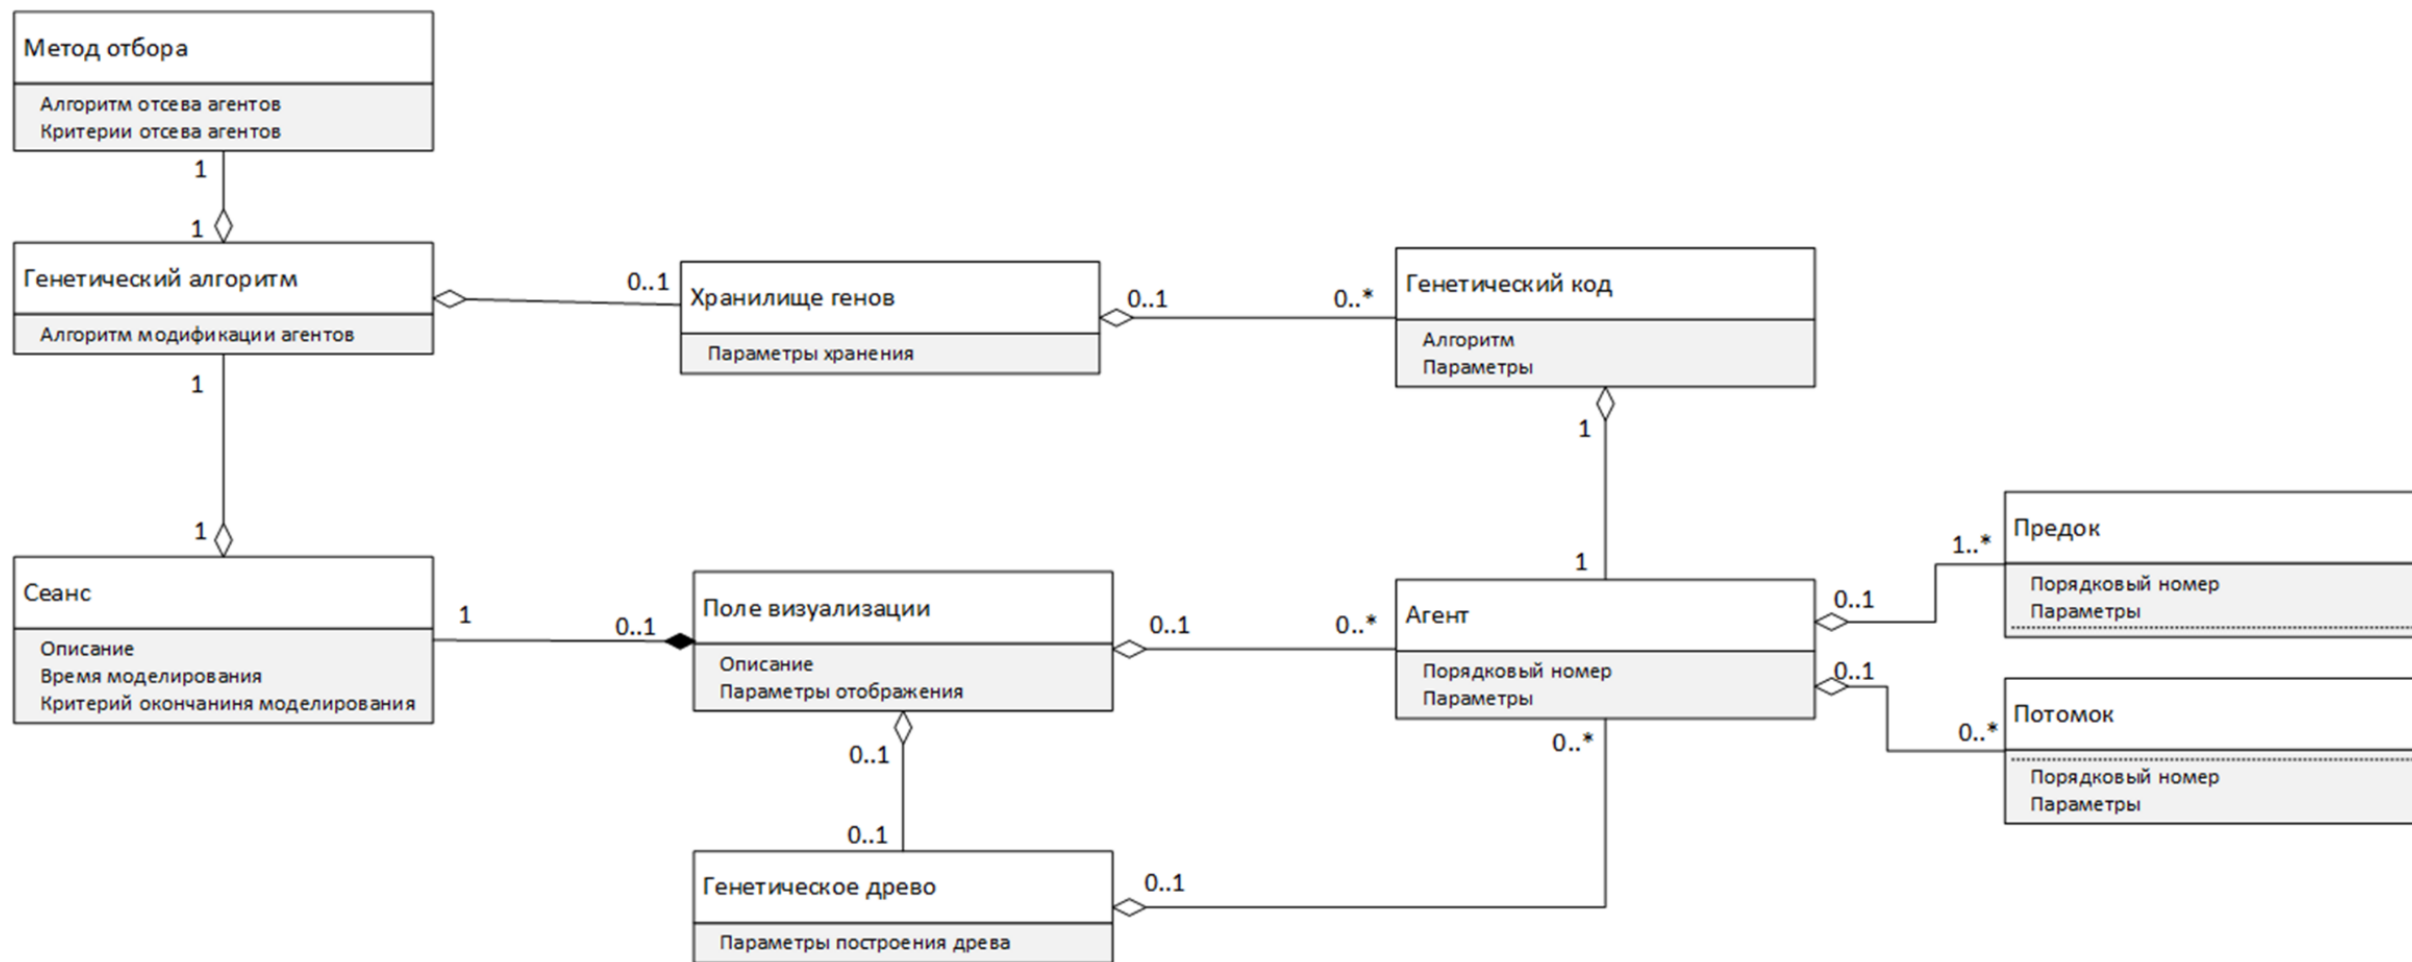 Метод отбора
Алгоритм отсева агентов
Критерии отсева агентов
1
1
Генетический алгоритм
Алгоритм модификации агентов
0..1
Хранилище генов
Параметры хранения
0..1
0..*
Генетический код
Алгоритм
Параметры
1
1
1
1
Сеанс
Описание
Время моделирования
Критерий окончаниня моделирования
1
0..1
Поле визуализации
Описание
Параметры отображения
0..1
0..*
Агент
Порядковый номер
Параметры
0..1
1..*
Предок
Порядковый номер
Параметры
0..1
0..*
Потомок
Порядковый номер
Параметры
0..1
0..1
0..*
Генетическое древо
Параметры построения древа
0..1